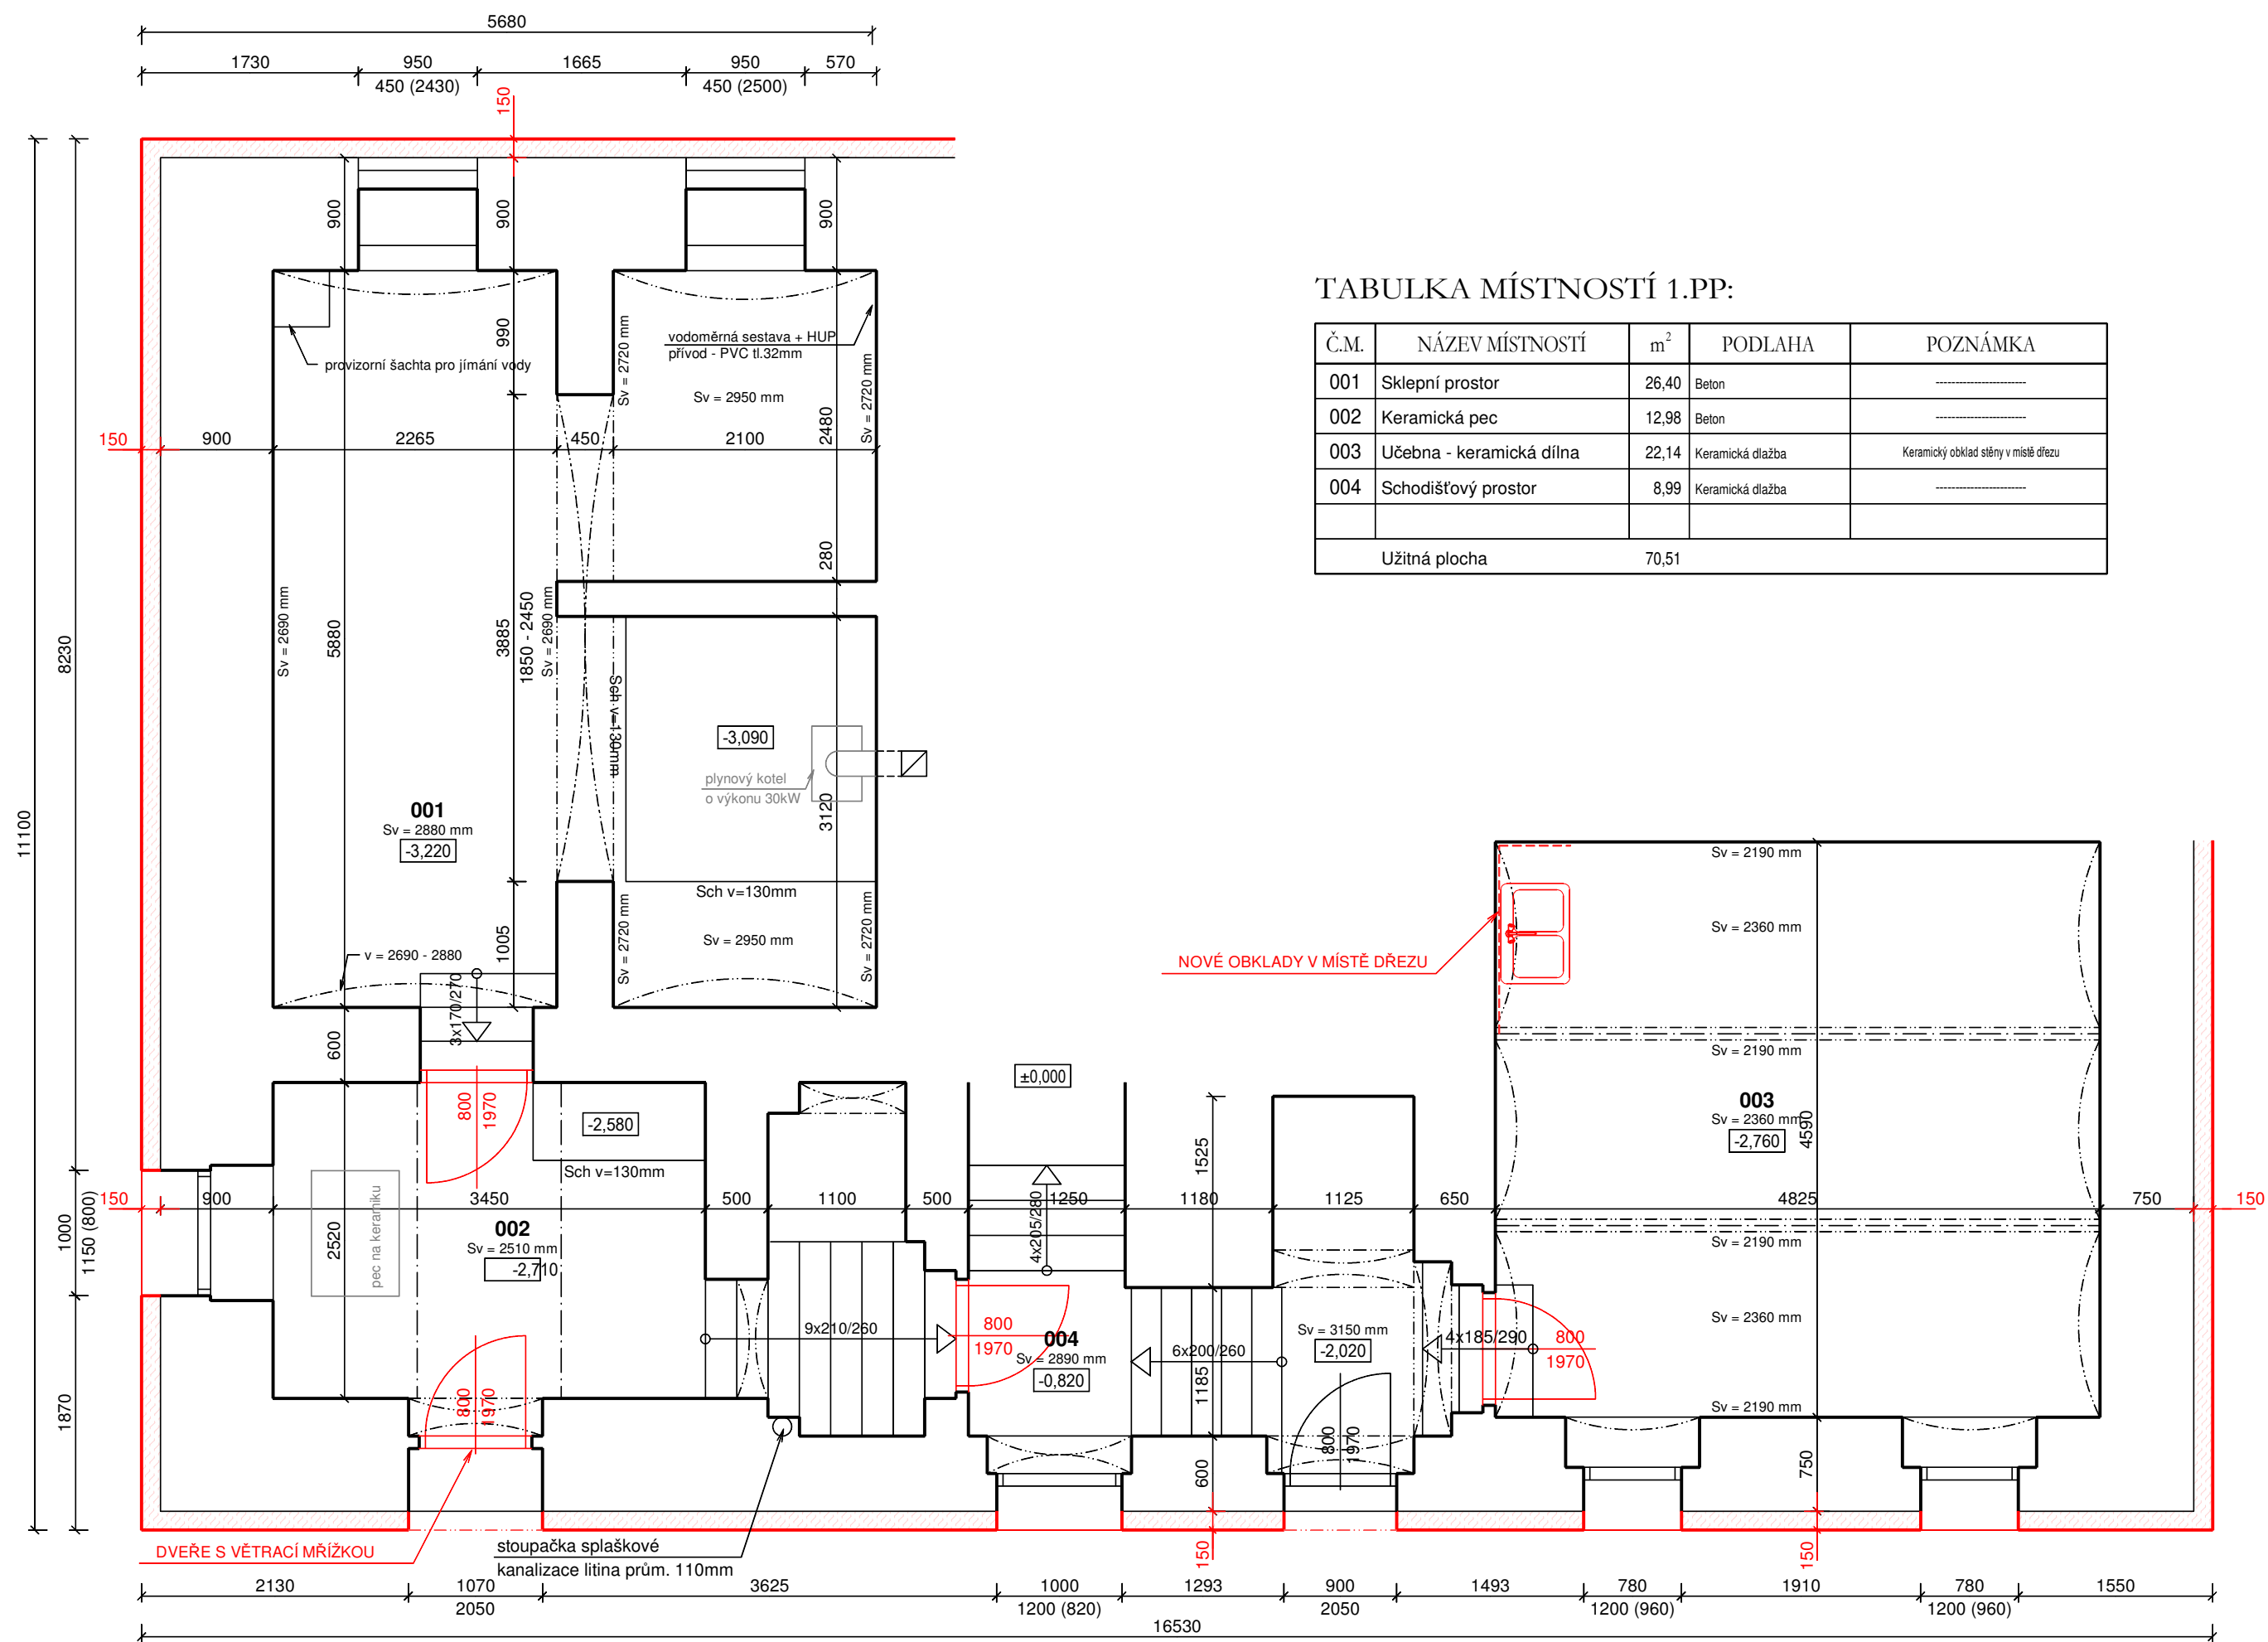 5680
1730 950 1665 950 570
450 (2430) 450 (2500)
150
900 900 900
TABULKA MÍSTNOSTÍ 1.PP:
Č.M. NÁZEV MÍSTNOSTÍ m² PODLAHA POZNÁMKA
001 Sklepní prostor 26,40 Beton -----------------------
002 Keramická pec 12,98 Beton -----------------------
003 Učebna - keramická dílna 22,14 Keramická dlažba Keramický obklad stěny v místě dřezu
004 Schodišťový prostor 8,99 Keramická dlažba -----------------------
Užitná plocha 70,51
990
Sv = 2720 mm
vodoměrná sestava + HUP
přívod - PVC tl.32mm
provizorní šachta pro jímání vody
Sv = 2720 mm
Sv = 2950 mm
2480
150 900 2265 450 2100
280
Sv = 2690 mm
5880
3885
1850 - 2450
Sv = 2690 mm
8230
11100
Sch v=130mm
-3,090
plynový kotel
o výkonu 30kW
3120
001
Sv = 2880 mm
-3,220
Sch v=130mm
Sv = 2720 mm
Sv = 2950 mm
Sv = 2720 mm
1005
v = 2690 - 2880
3x170/270
600
Sv = 2190 mm
Sv = 2360 mm
NOVÉ OBKLADY V MÍSTĚ DŘEZU
Sv = 2190 mm
±0,000
003
Sv = 2360 mm
-2,760
4590
800
1970
-2,580
Sch v=130mm
1525
150 900 3450 500 1100 500 1250 1180 1125 650 4825 750 150
1000
1150 (800)
pec na keramiku
2520
002
Sv = 2510 mm
-2,710
4x205/280
Sv = 2190 mm
Sv = 2360 mm
9x210/260
800
1970
004
Sv = 2890 mm
-0,820
6x200/260
1185
Sv = 3150 mm
-2,020
4x185/290
800
1970
Sv = 2190 mm
1870
800
1970
800
1970
600
750
150
150
DVEŘE S VĚTRACÍ MŘÍŽKOU
stoupačka splaškové
kanalizace litina prům. 110mm
2130 1070 3625 1000 1293 900 1493 780 1910 780 1550
2050 1200 (820) 2050 1200 (960) 1200 (960)
16530